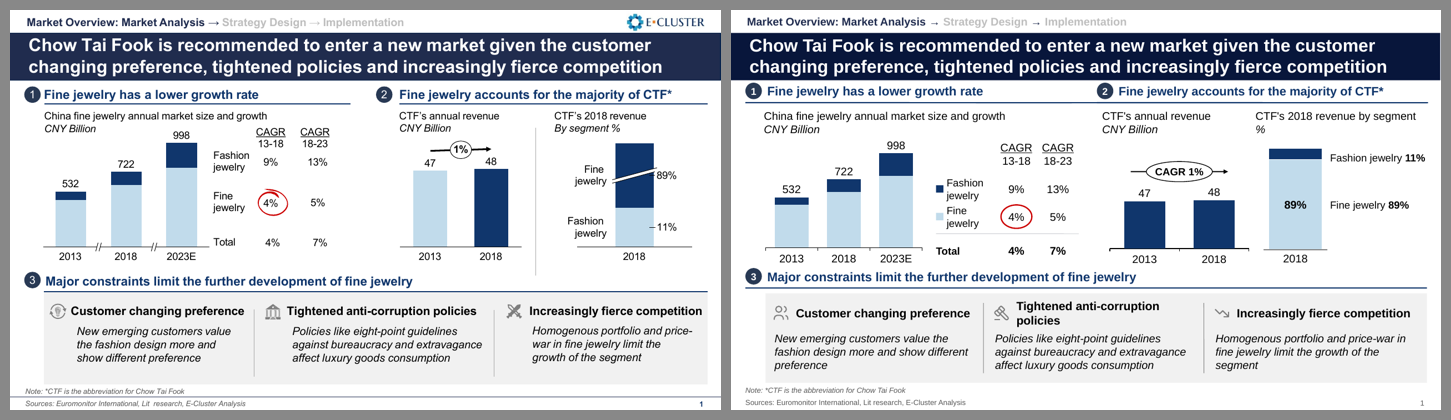 Market Overview: Market Analysis → Strategy Design → Implementation
E•CLUSTER
Chow Tai Fook is recommended to enter a new market given the customer
changing preference, tightened policies and increasingly fierce competition
1 Fine jewelry has a lower growth rate
China fine jewelry annual market size and growth
CNY Billion
532
722
998
2013
2018
2023E
CAGR CAGR
13-18 18-23
Fashion
jewelry 9% 13%
Fine
jewelry 4% 5%
Total 4% 7%
2 Fine jewelry accounts for the majority of CTF*
CTF's annual revenue
CNY Billion
1%
47
48
2013
2018
CTF's 2018 revenue
By segment %
Fine
jewelry
89%
Fashion
jewelry
11%
2018
3 Major constraints limit the further development of fine jewelry
Customer changing preference
New emerging customers value
the fashion design more and
show different preference
Tightened anti-corruption policies
Policies like eight-point guidelines
against bureaucracy and extravagance
affect luxury goods consumption
Increasingly fierce competition
Homogenous portfolio and price-
war in fine jewelry limit the
growth of the segment
Note: *CTF is the abbreviation for Chow Tai Fook
Sources: Euromonitor International, Lit research, E-Cluster Analysis
1
Market Overview: Market Analysis → Strategy Design → Implementation
Chow Tai Fook is recommended to enter a new market given the customer
changing preference, tightened policies and increasingly fierce competition
1 Fine jewelry has a lower growth rate
China fine jewelry annual market size and growth
CNY Billion
532
722
998
2013
2018
2023E
CAGR CAGR
13-18 18-23
Fashion
jewelry 9% 13%
Fine
jewelry 4% 5%
Total 4% 7%
2 Fine jewelry accounts for the majority of CTF*
CTF's annual revenue
CNY Billion
CAGR 1%
47
48
2013
2018
CTF's 2018 revenue by segment
%
Fashion jewelry 11%
89%
Fine jewelry 89%
2018
3 Major constraints limit the further development of fine jewelry
Customer changing preference
New emerging customers value the
fashion design more and show different
preference
Tightened anti-corruption
policies
Policies like eight-point guidelines
against bureaucracy and extravagance
affect luxury goods consumption
Increasingly fierce competition
Homogenous portfolio and price-war in
fine jewelry limit the growth of the
segment
Note: *CTF is the abbreviation for Chow Tai Fook
Sources: Euromonitor International, Lit research, E-Cluster Analysis
1